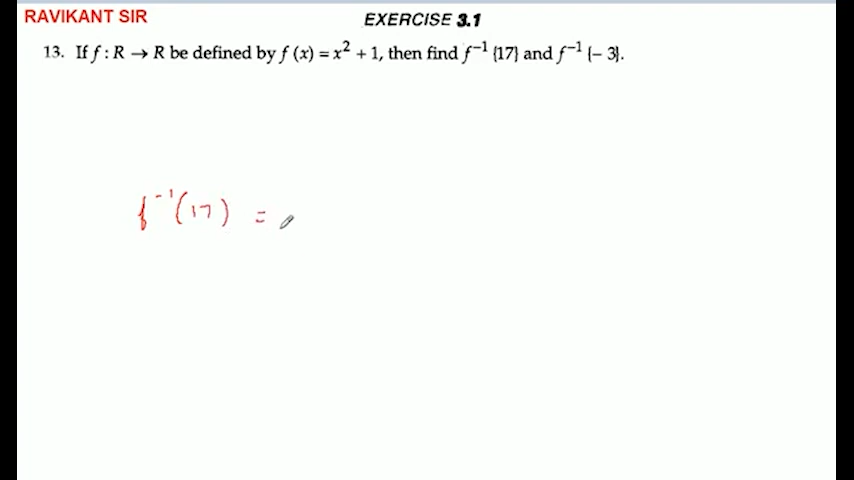 RAVIKANT SIR
EXERCISE 3.1
13. If f : R → R be defined by f (x) = x² + 1, then find f⁻¹ {17} and f⁻¹ {– 3}.
f⁻¹(17) =